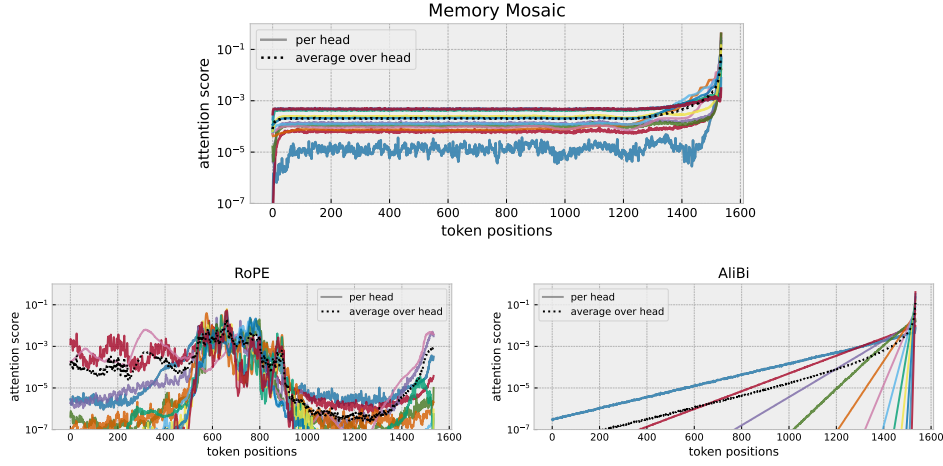 Memory Mosaic
per head
average over head
attention score
10⁻¹
10⁻³
10⁻⁵
10⁻⁷
0 200 400 600 800 1000 1200 1400 1600
token positions
RoPE
per head
average over head
attention score
10⁻¹
10⁻³
10⁻⁵
10⁻⁷
0 200 400 600 800 1000 1200 1400 1600
token positions
AliBi
per head
average over head
attention score
10⁻¹
10⁻³
10⁻⁵
10⁻⁷
0 200 400 600 800 1000 1200 1400 1600
token positions